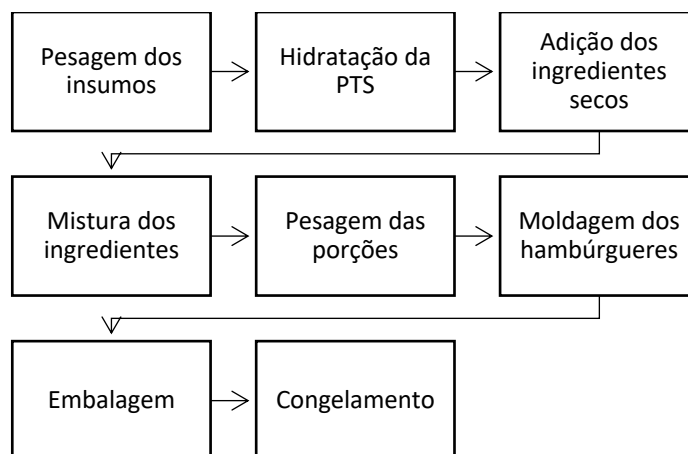 Pesagem dos
insumos
Hidratação da
PTS
Adição dos
ingredientes
secos
Mistura dos
ingredientes
Pesagem das
porções
Moldagem dos
hambúrgueres
Embalagem
Congelamento